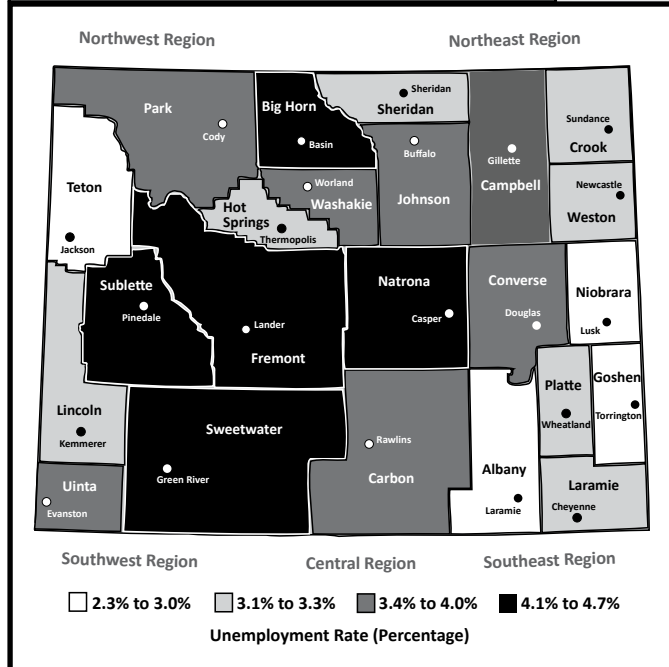 Northwest Region
Northeast Region
Park
Cody
Big Horn
Basin
Sheridan
Sheridan
Buffalo
Johnson
Gillette
Campbell
Sundance
Crook
Newcastle
Weston
Teton
Jackson
Hot
Springs
Thermopolis
Worland
Washakie
Sublette
Pinedale
Lander
Fremont
Natrona
Casper
Converse
Douglas
Niobrara
Lusk
Lincoln
Kemmerer
Sweetwater
Green River
Rawlins
Carbon
Platte
Wheatland
Goshen
Torrington
Uinta
Evanston
Albany
Laramie
Laramie
Cheyenne
Southwest Region
Central Region
Southeast Region
2.3% to 3.0% 3.1% to 3.3% 3.4% to 4.0% 4.1% to 4.7%
Unemployment Rate (Percentage)